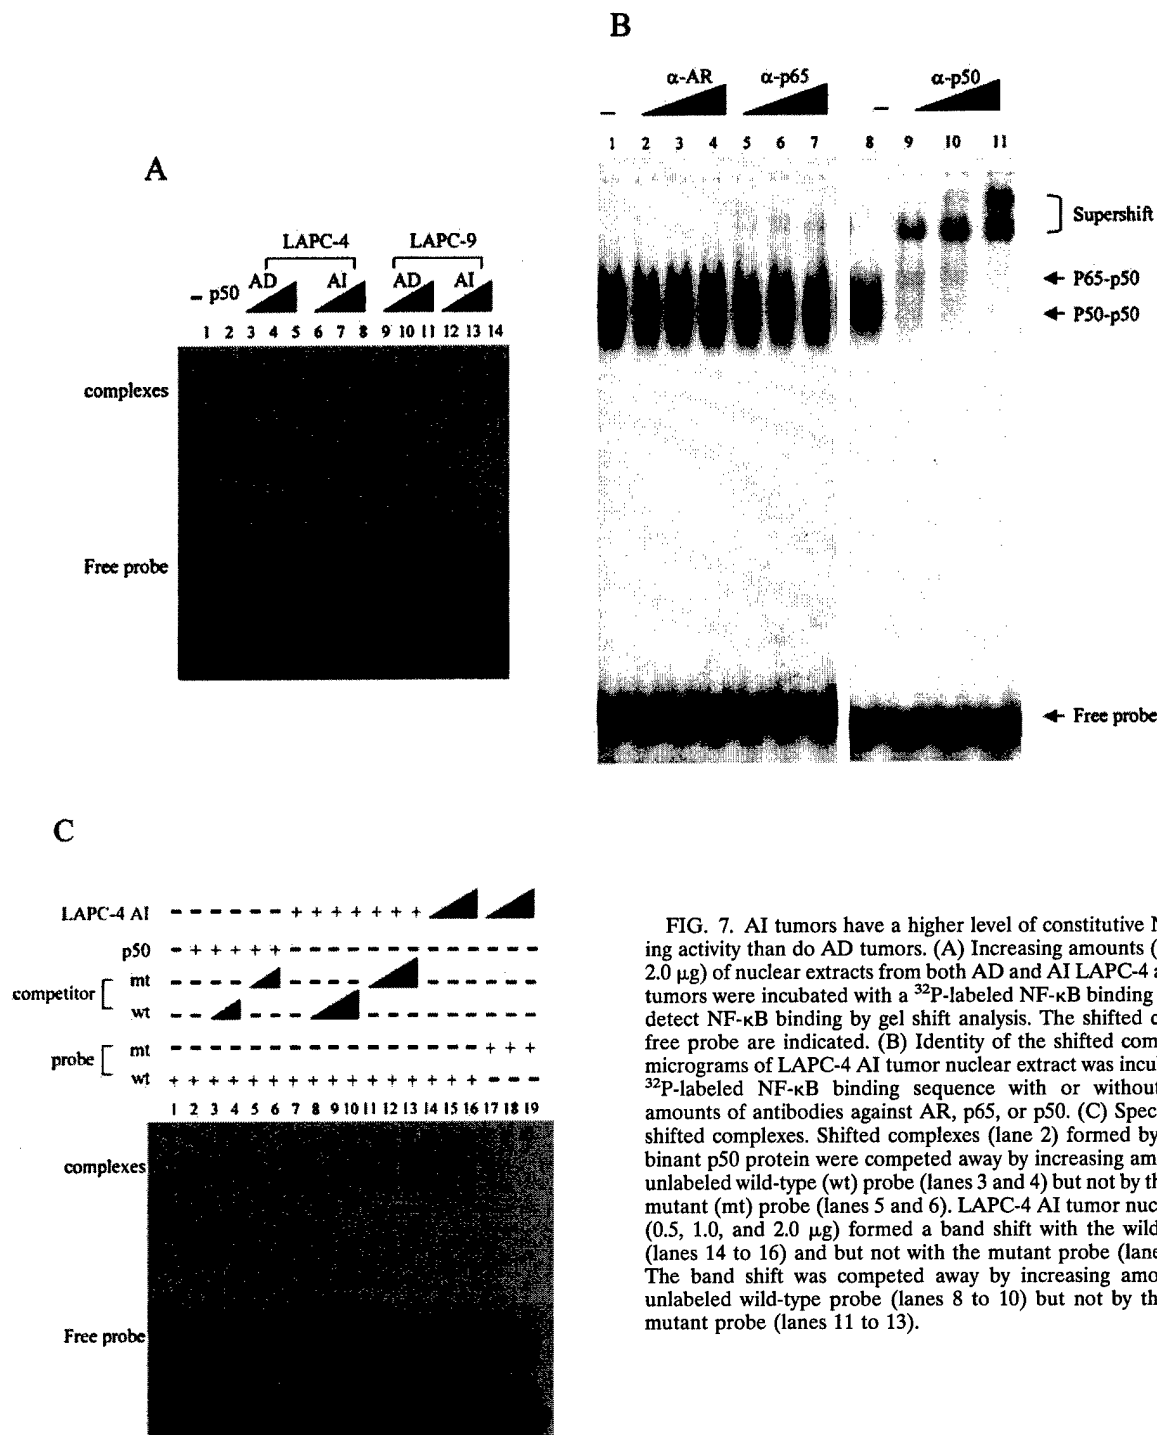 B
α-AR α-p65 α-p50
– –
1 2 3 4 5 6 7 8 9 10 11
Supershift
P65-p50
P50-p50
Free probe
A
LAPC-4 LAPC-9
– p50 AD AI AD AI
1 2 3 4 5 6 7 8 9 10 11 12 13 14
complexes
Free probe
C
LAPC-4 AI – – – – – – + + + + + + +
p50 – + + + + + – – – – – – – – – – – – –
competitor
mt – – – – – – – – – – – – – – –
wt – – – – – – – – – – – – – –
probe
mt – – – – – – – – – – – – – – – – + + +
wt + + + + + + + + + + + + + + + + – – –
1 2 3 4 5 6 7 8 9 10 11 12 13 14 15 16 17 18 19
complexes
Free probe
FIG. 7. AI tumors have a higher level of constitutive N
ing activity than do AD tumors. (A) Increasing amounts (
2.0 μg) of nuclear extracts from both AD and AI LAPC-4 a
tumors were incubated with a ³²P-labeled NF-κB binding
detect NF-κB binding by gel shift analysis. The shifted c
free probe are indicated. (B) Identity of the shifted com
micrograms of LAPC-4 AI tumor nuclear extract was incul
³²P-labeled NF-κB binding sequence with or without
amounts of antibodies against AR, p65, or p50. (C) Spec
shifted complexes. Shifted complexes (lane 2) formed by
binant p50 protein were competed away by increasing am
unlabeled wild-type (wt) probe (lanes 3 and 4) but not by th
mutant (mt) probe (lanes 5 and 6). LAPC-4 AI tumor nuc
(0.5, 1.0, and 2.0 μg) formed a band shift with the wild
(lanes 14 to 16) and but not with the mutant probe (lane
The band shift was competed away by increasing amo
unlabeled wild-type probe (lanes 8 to 10) but not by th
mutant probe (lanes 11 to 13).